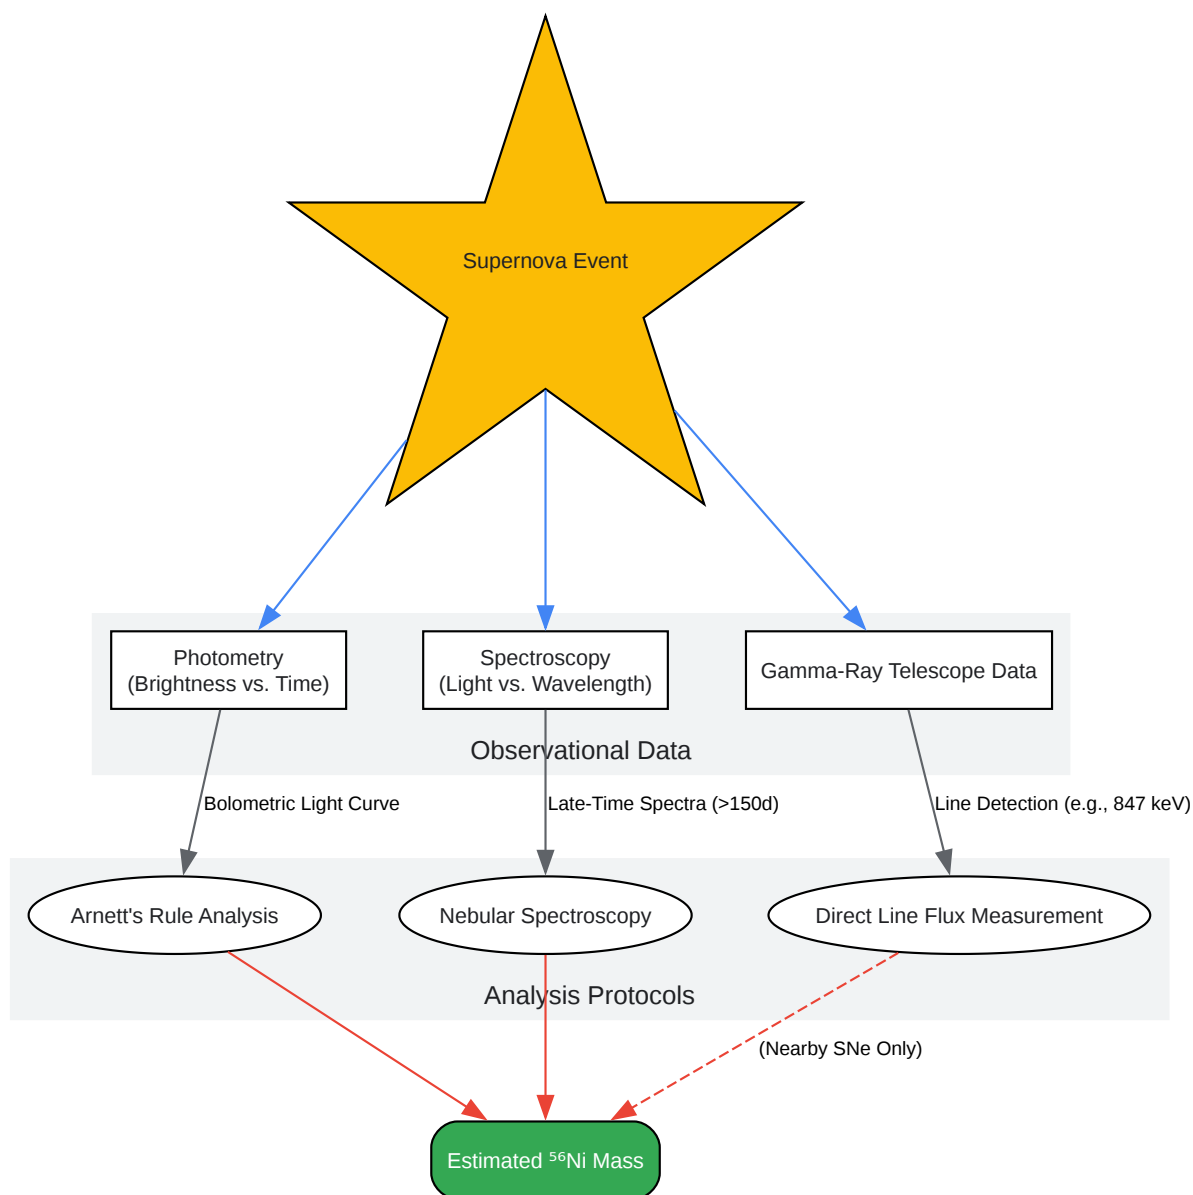 Supernova Event
Photometry
(Brightness vs. Time)
Spectroscopy
(Light vs. Wavelength)
Gamma-Ray Telescope Data
Observational Data
Bolometric Light Curve
Late-Time Spectra (>150d)
Line Detection (e.g., 847 keV)
Arnett's Rule Analysis
Nebular Spectroscopy
Direct Line Flux Measurement
Analysis Protocols
(Nearby SNe Only)
Estimated ⁵⁶Ni Mass